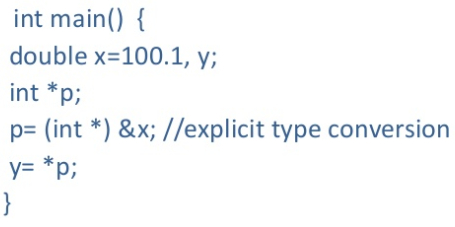 int main() {
double x=100.1, y;
int *p;
p= (int *) &x; //explicit type conversion
y= *p;
}